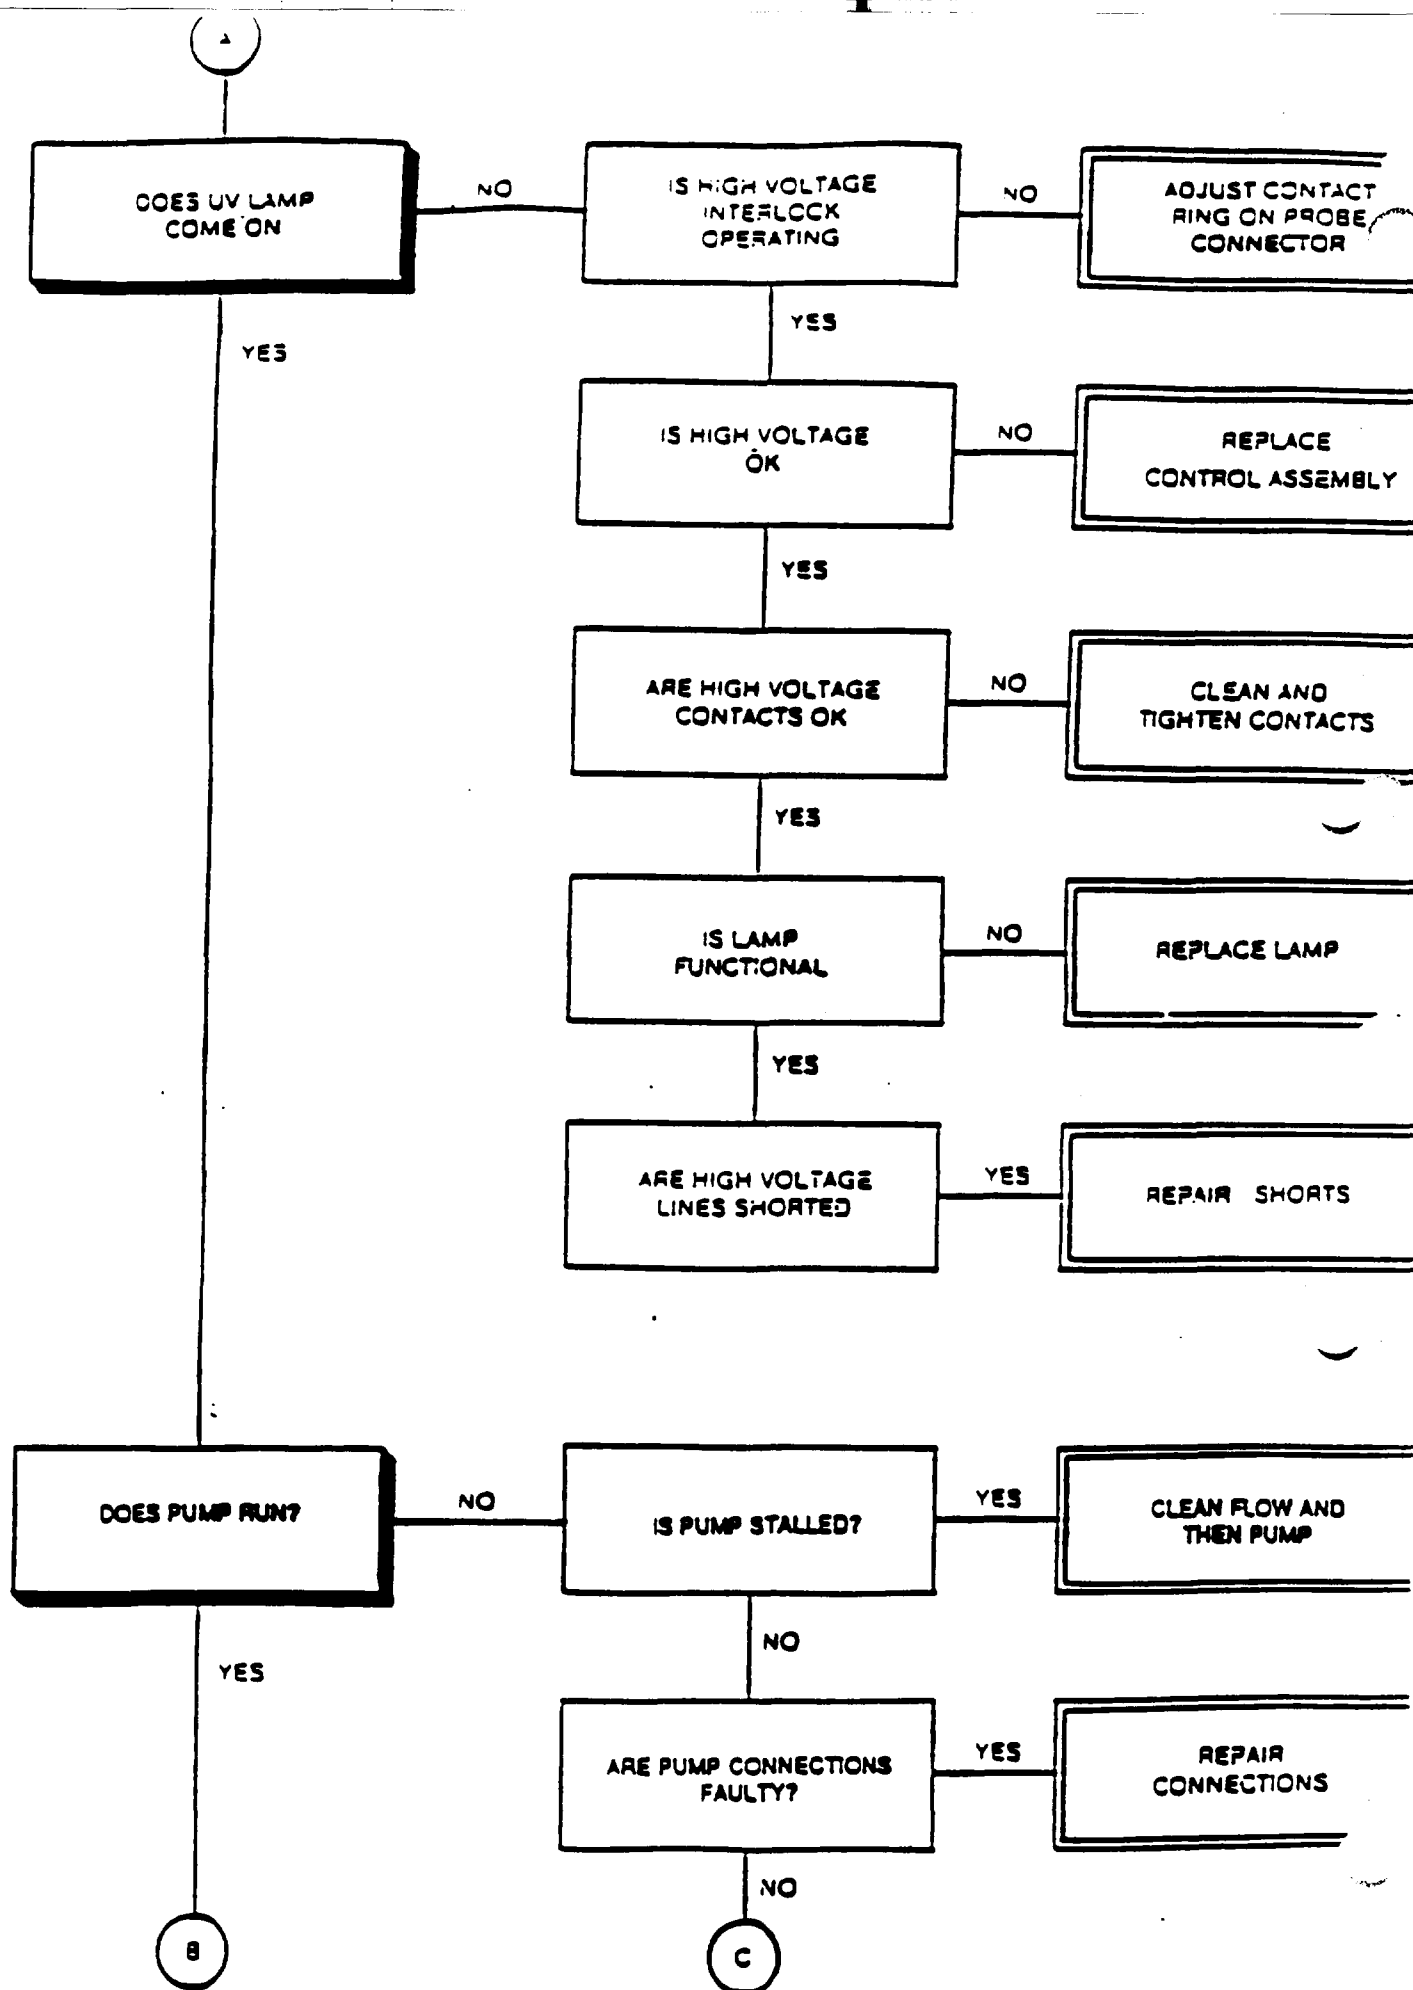 A
DOES UV LAMP
COME ON
NO
IS HIGH VOLTAGE
INTERLOCK
OPERATING
NO
ADJUST CONTACT
RING ON PROBE
CONNECTOR
YES
YES
IS HIGH VOLTAGE
OK
NO
REPLACE
CONTROL ASSEMBLY
YES
ARE HIGH VOLTAGE
CONTACTS OK
NO
CLEAN AND
TIGHTEN CONTACTS
YES
IS LAMP
FUNCTIONAL
NO
REPLACE LAMP
YES
ARE HIGH VOLTAGE
LINES SHORTED
YES
REPAIR SHORTS
DOES PUMP RUN?
NO
IS PUMP STALLED?
YES
CLEAN FLOW AND
THEN PUMP
YES
NO
ARE PUMP CONNECTIONS
FAULTY?
YES
REPAIR
CONNECTIONS
NO
B
C